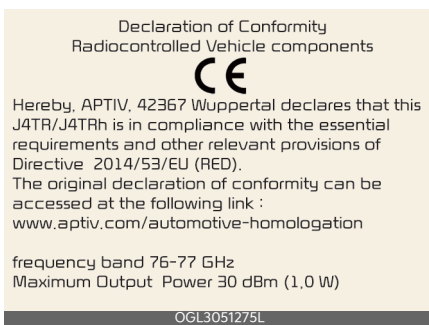 Declaration of Conformity
Radiocontrolled Vehicle components
CE
Hereby, APTIV, 42367 Wuppertal declares that this
J4TR/J4TRh is in compliance with the essential
requirements and other relevant provisions of
Directive 2014/53/EU (RED).
The original declaration of conformity can be
accessed at the following link :
www.aptiv.com/automotive-homologation
frequency band 76-77 GHz
Maximum Output Power 30 dBm (1,0 W)
OGL3051275L